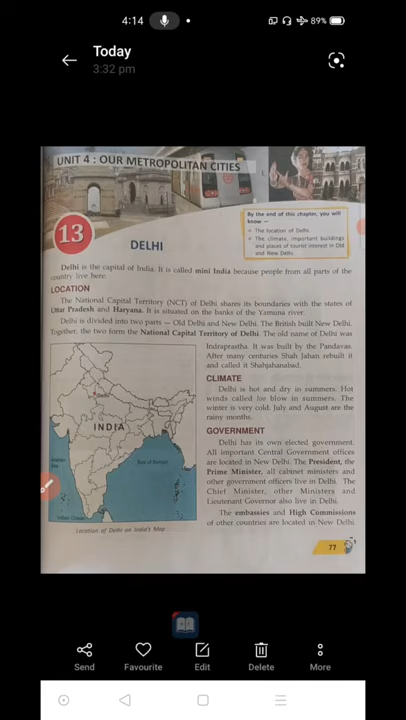 4:14
89%
Today
3:32 pm
UNIT 4 : OUR METROPOLITAN CITIES
By the end of this chapter, you will
know —
The location of Delhi.
The climate, important buildings
and places of tourist interest in Old
and New Delhi.
13
DELHI
Delhi is the capital of India. It is called mini India because people from all parts of the
country live here.
LOCATION
The National Capital Territory (NCT) of Delhi shares its boundaries with the states of
Uttar Pradesh and Haryana. It is situated on the banks of the Yamuna river.
Delhi is divided into two parts — Old Delhi and New Delhi. The British built New Delhi.
Together, the two form the National Capital Territory of Delhi. The old name of Delhi was
Indraprastha. It was built by the Pandavas.
After many centuries Shah Jahan rebuilt it
and called it Shahjahanabad.
CLIMATE
Delhi is hot and dry in summers. Hot
winds called loo blow in summers. The
winter is very cold. July and August are the
rainy months.
GOVERNMENT
Delhi has its own elected government.
All important Central Government offices
are located in New Delhi. The President, the
Prime Minister, all cabinet ministers and
other government officers live in Delhi. The
Chief Minister, other Ministers and
Lieutenant Governor also live in Delhi.
The embassies and High Commissions
of other countries are located in New Delhi
Delhi
INDIA
Arabian
Sea
Bay of Bengal
Indian Ocean
Location of Delhi on India's Map
77
Send
Favourite
Edit
Delete
More